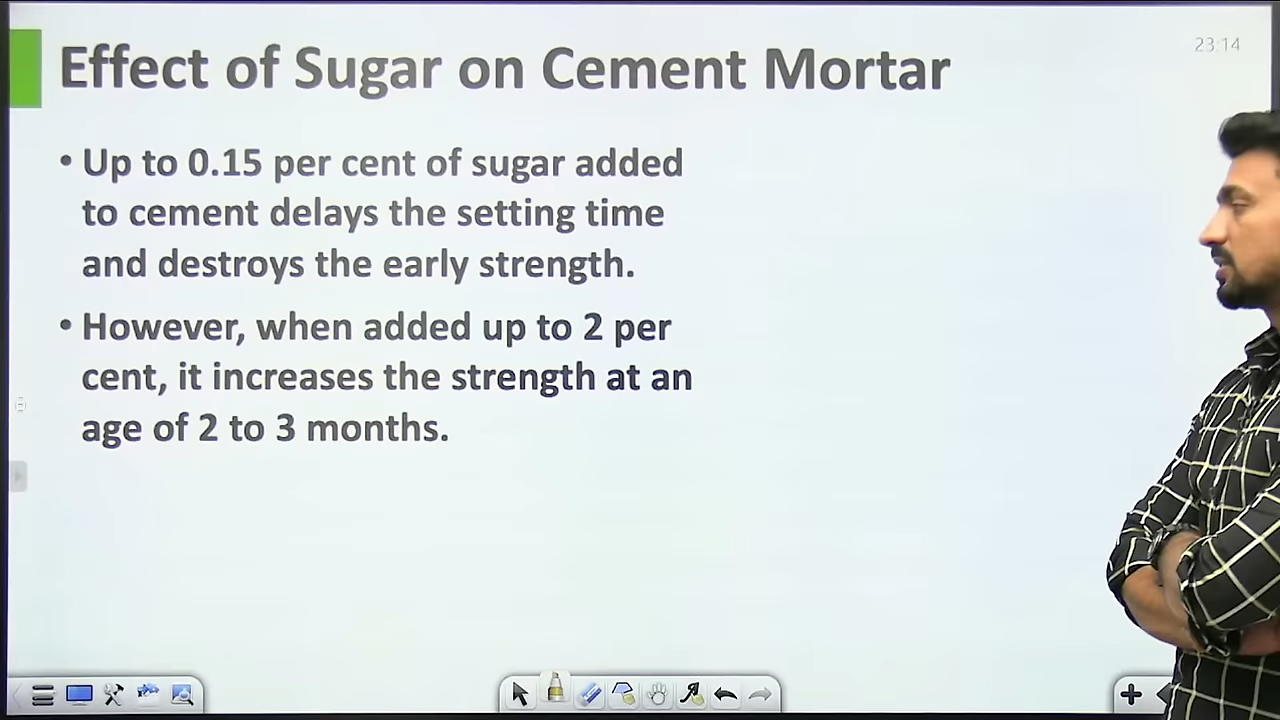 23:14
Effect of Sugar on Cement Mortar
• Up to 0.15 per cent of sugar added
to cement delays the setting time
and destroys the early strength.
• However, when added up to 2 per
cent, it increases the strength at an
age of 2 to 3 months.